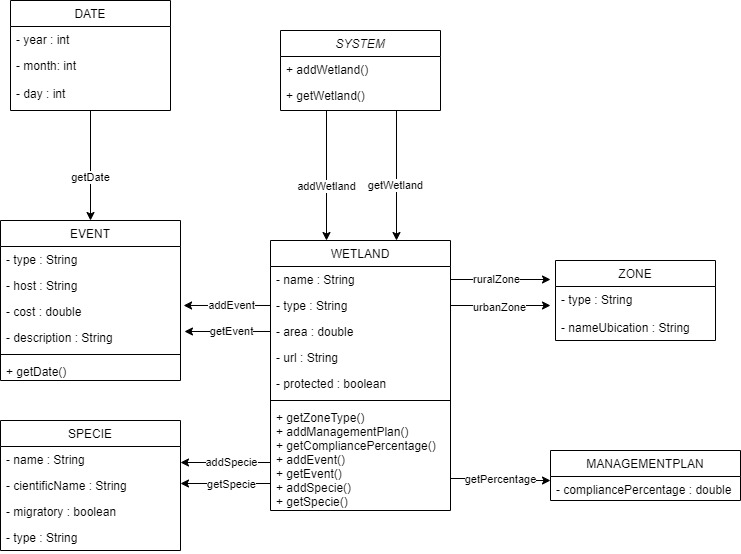 DATE
- year : int
- month: int
- day : int
SYSTEM
+ addWetland()
+ getWetland()
getDate
addWetland
getWetland
EVENT
- type : String
- host : String
- cost : double
- description : String
+ getDate()
addEvent
getEvent
WETLAND
- name : String
- type : String
- area : double
- url : String
- protected : boolean
+ getZoneType()
+ addManagementPlan()
+ getCompliancePercentage()
+ addEvent()
+ getEvent()
+ addSpecie()
+ getSpecie()
ruralZone
urbanZone
ZONE
- type : String
- nameUbication : String
SPECIE
- name : String
- cientificName : String
- migratory : boolean
- type : String
addSpecie
getSpecie
getPercentage
MANAGEMENTPLAN
- compliancePercentage : double